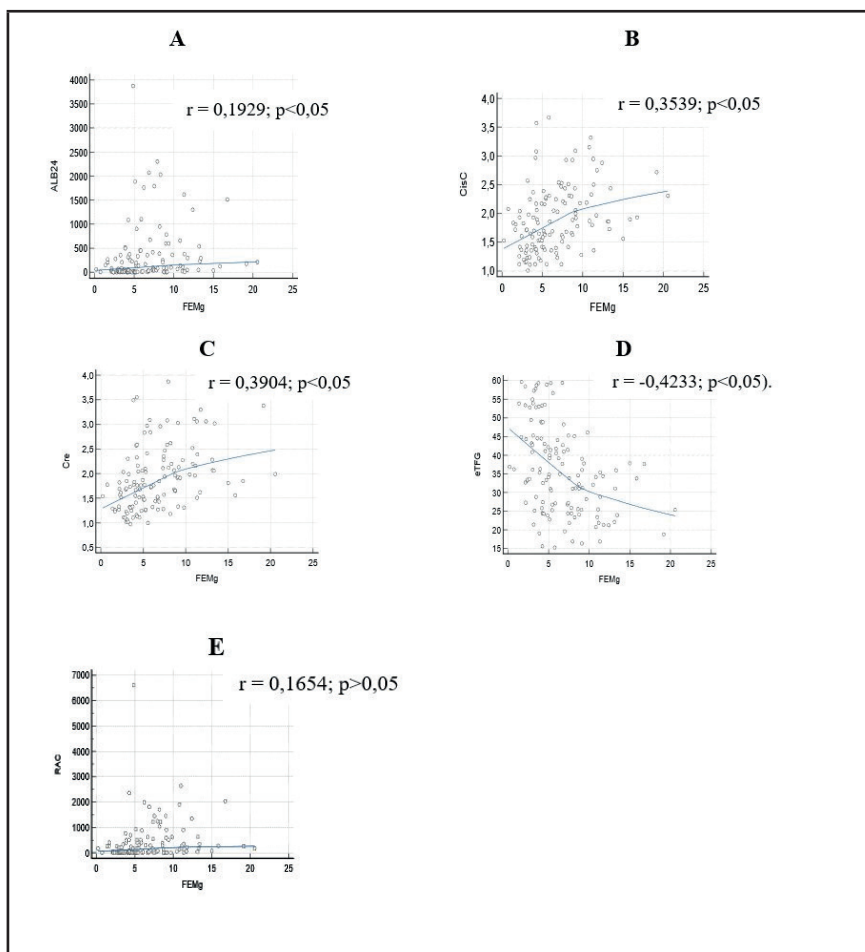 A
r = 0,1929; p<0,05
4000
3500
3000
2500
2000
1500
1000
500
0
ALB24
0 5 10 15 20 25
FEMg
B
r = 0,3539; p<0,05
4,0
3,5
3,0
2,5
2,0
1,5
1,0
CisC
0 5 10 15 20 25
FEMg
C
r = 0,3904; p<0,05
4,0
3,5
3,0
2,5
2,0
1,5
1,0
0,5
Cre
0 5 10 15 20 25
FEMg
D
r = -0,4233; p<0,05).
60
55
50
45
40
35
30
25
20
15
eTFG
0 5 10 15 20 25
FEMg
E
r = 0,1654; p>0,05
7000
6000
5000
4000
3000
2000
1000
0
RAC
0 5 10 15 20 25
FEMg